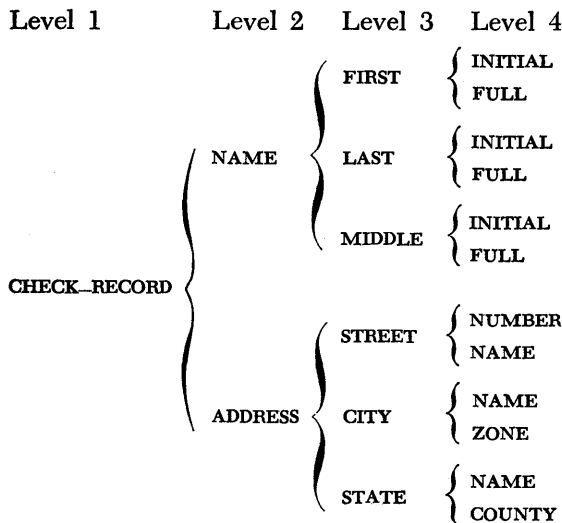 Level 1 Level 2 Level 3 Level 4
INITIAL
FIRST
FULL
INITIAL
NAME LAST
FULL
INITIAL
MIDDLE
FULL
CHECK_RECORD
NUMBER
STREET
NAME
NAME
ADDRESS CITY
ZONE
NAME
STATE
COUNTY